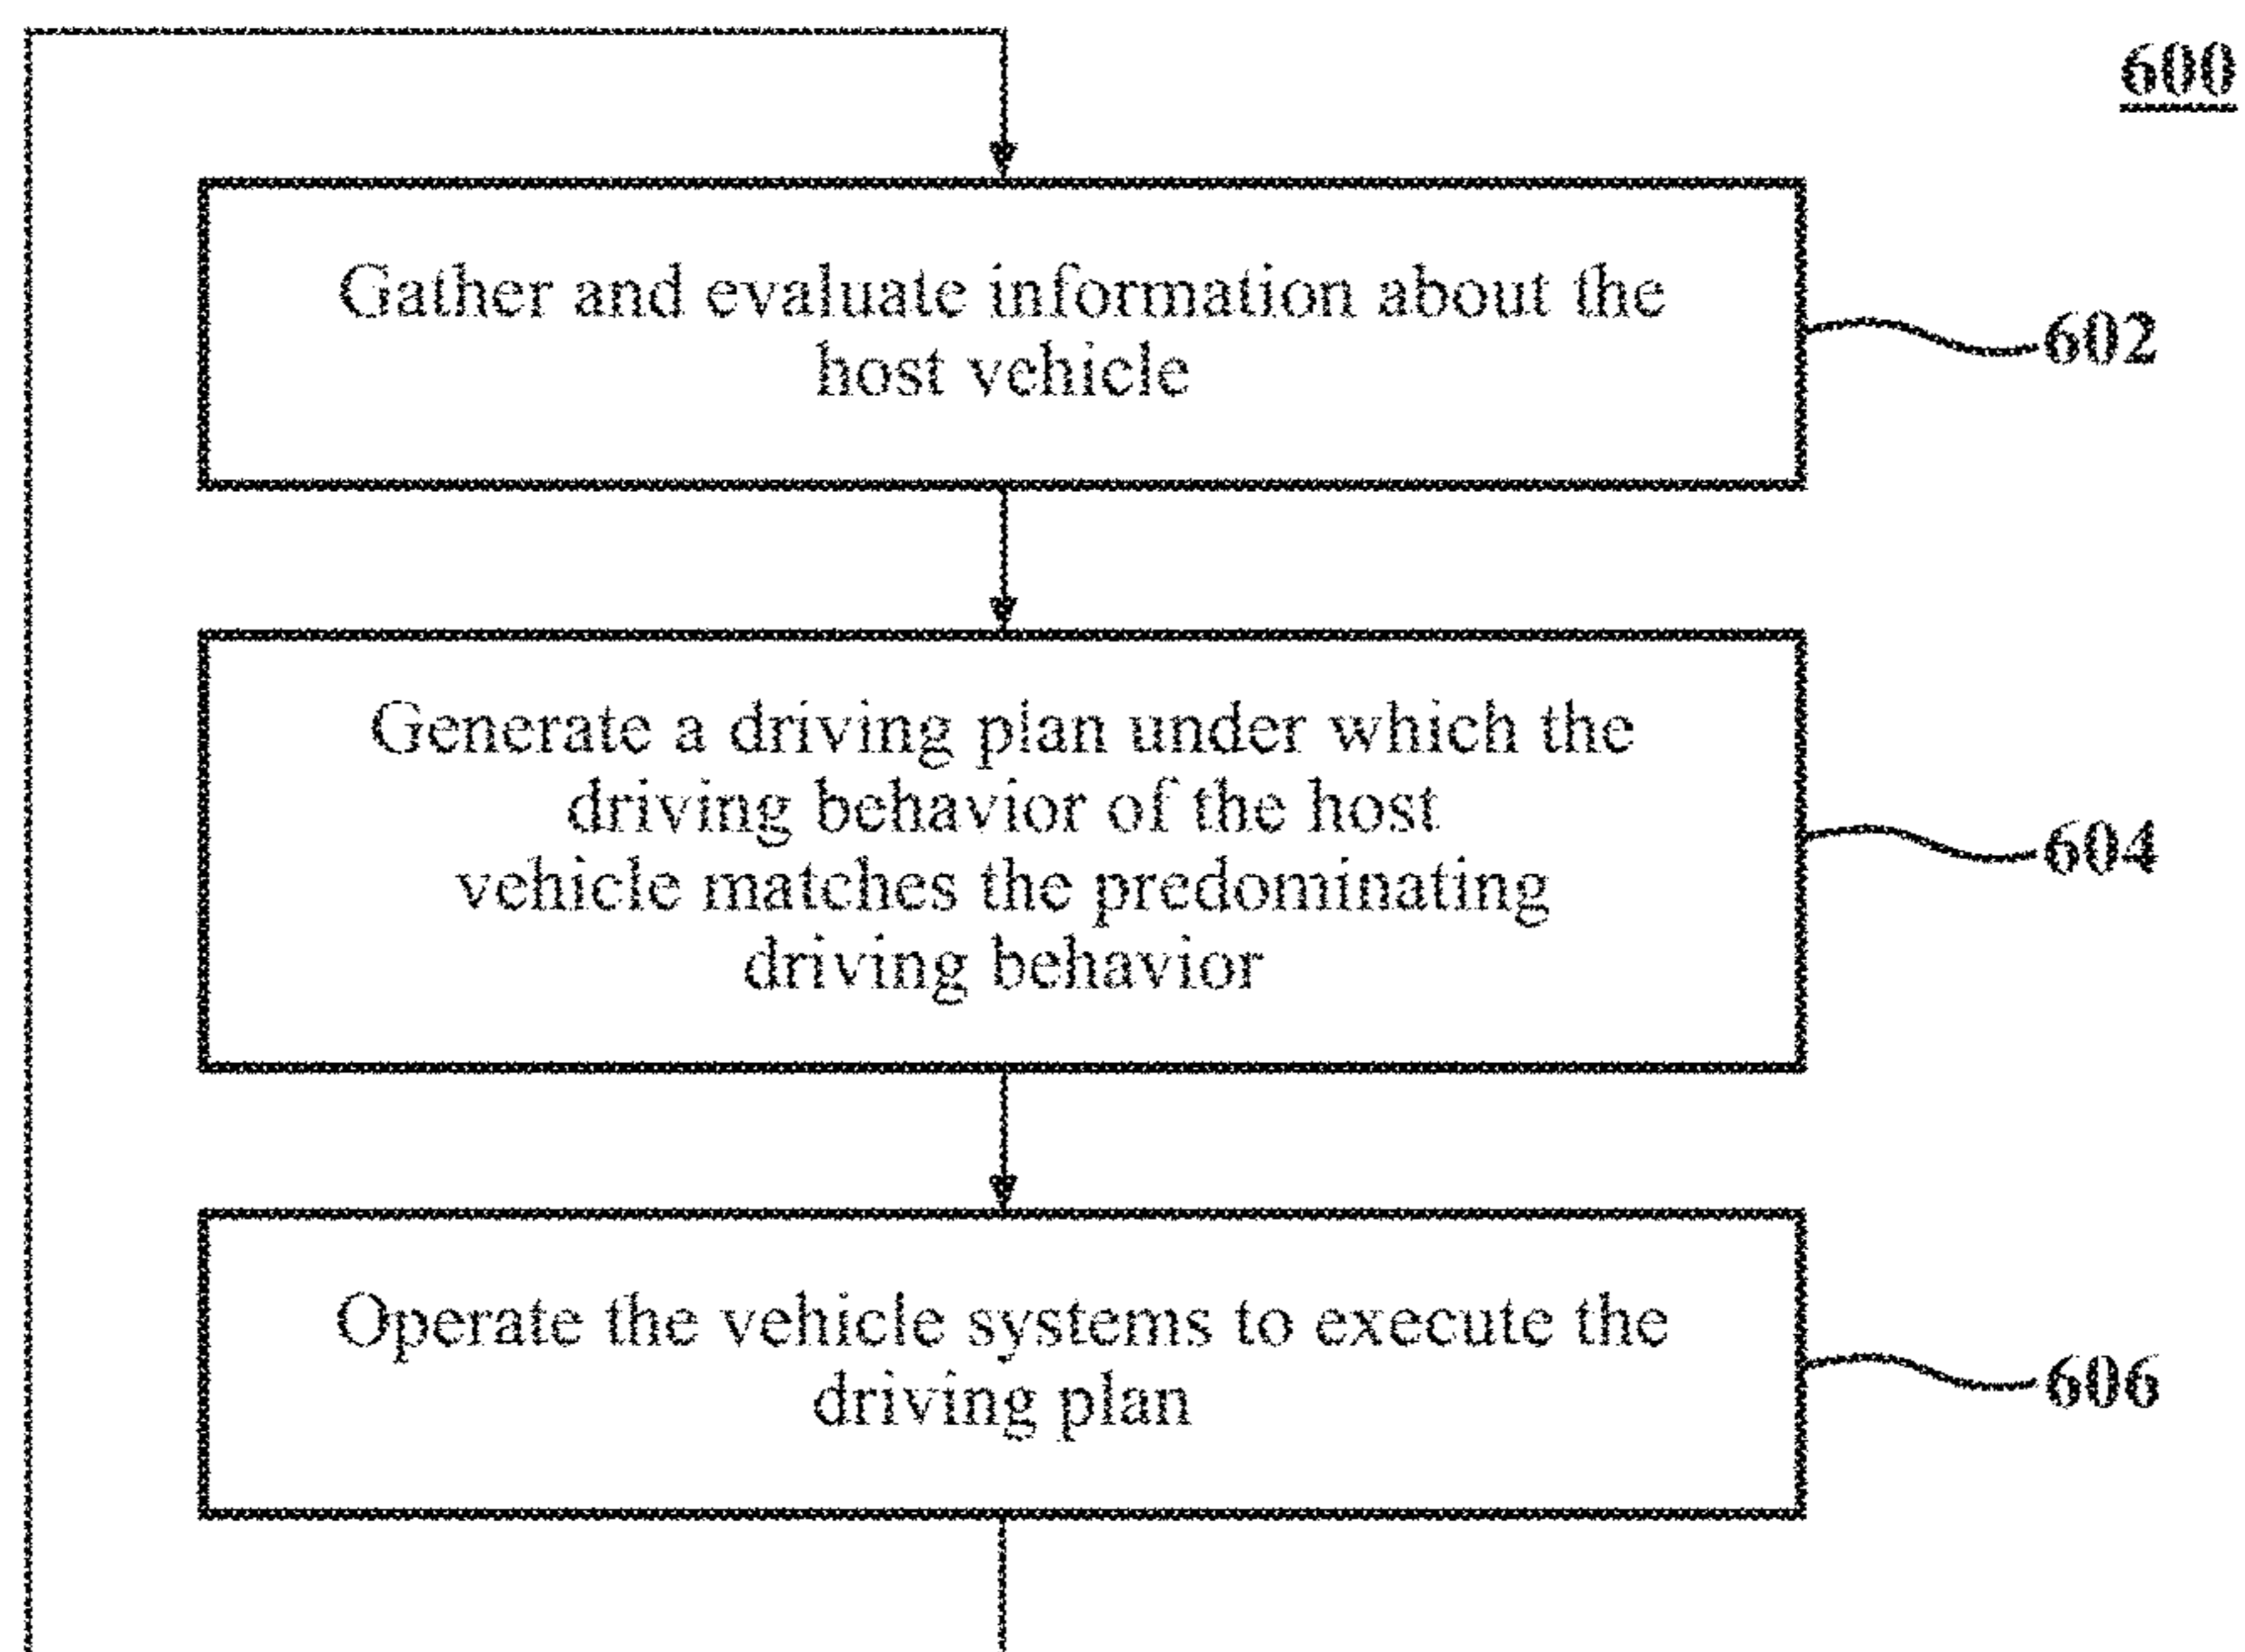 600
Gather and evaluate information about the
host vehicle
602
Generate a driving plan under which the
driving behavior of the host
vehicle matches the predominating
driving behavior
604
Operate the vehicle systems to execute the
driving plan
606